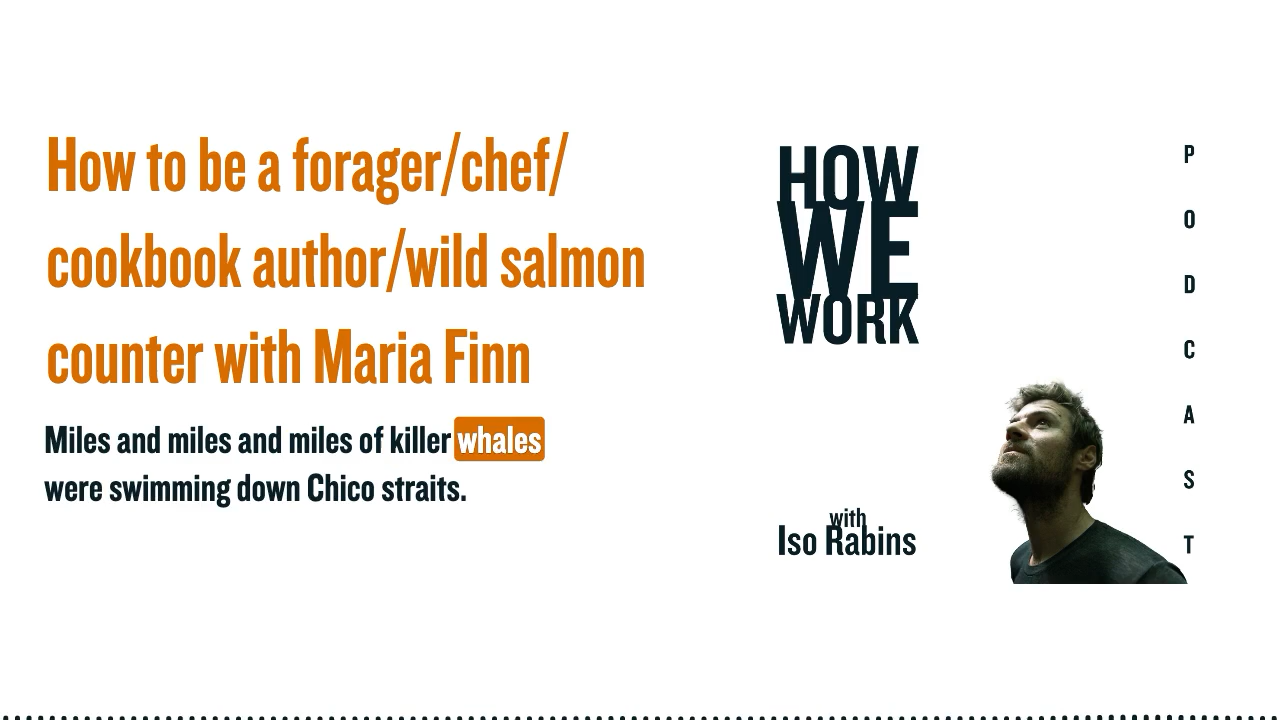 How to be a forager/chef/
cookbook author/wild salmon
counter with Maria Finn
Miles and miles and miles of killer whales
were swimming down Chico straits.
HOW
WE
WORK
with
Iso Rabins
PODCAST